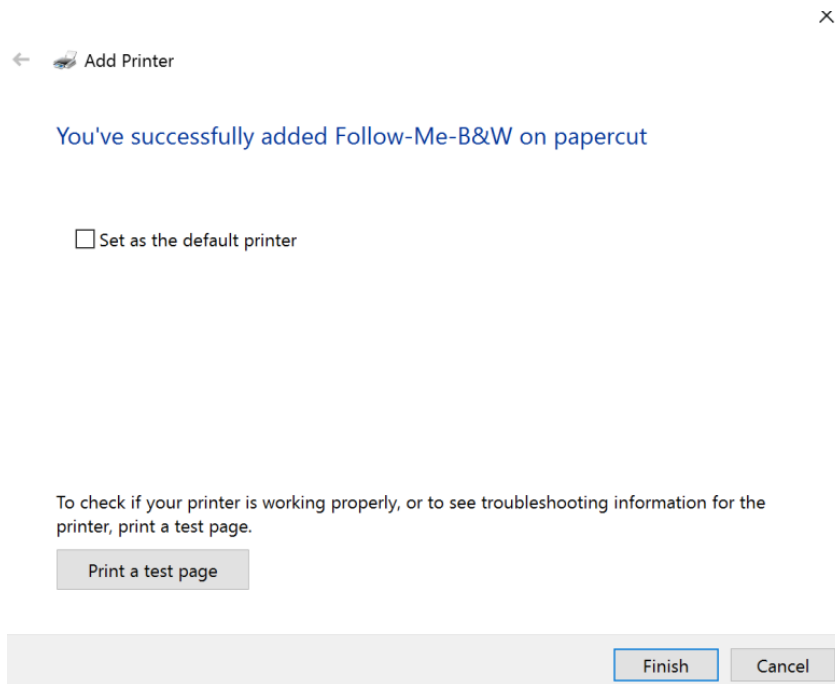 Add Printer
You've successfully added Follow-Me-B&W on papercut
Set as the default printer
To check if your printer is working properly, or to see troubleshooting information for the
printer, print a test page.
Print a test page
Finish Cancel